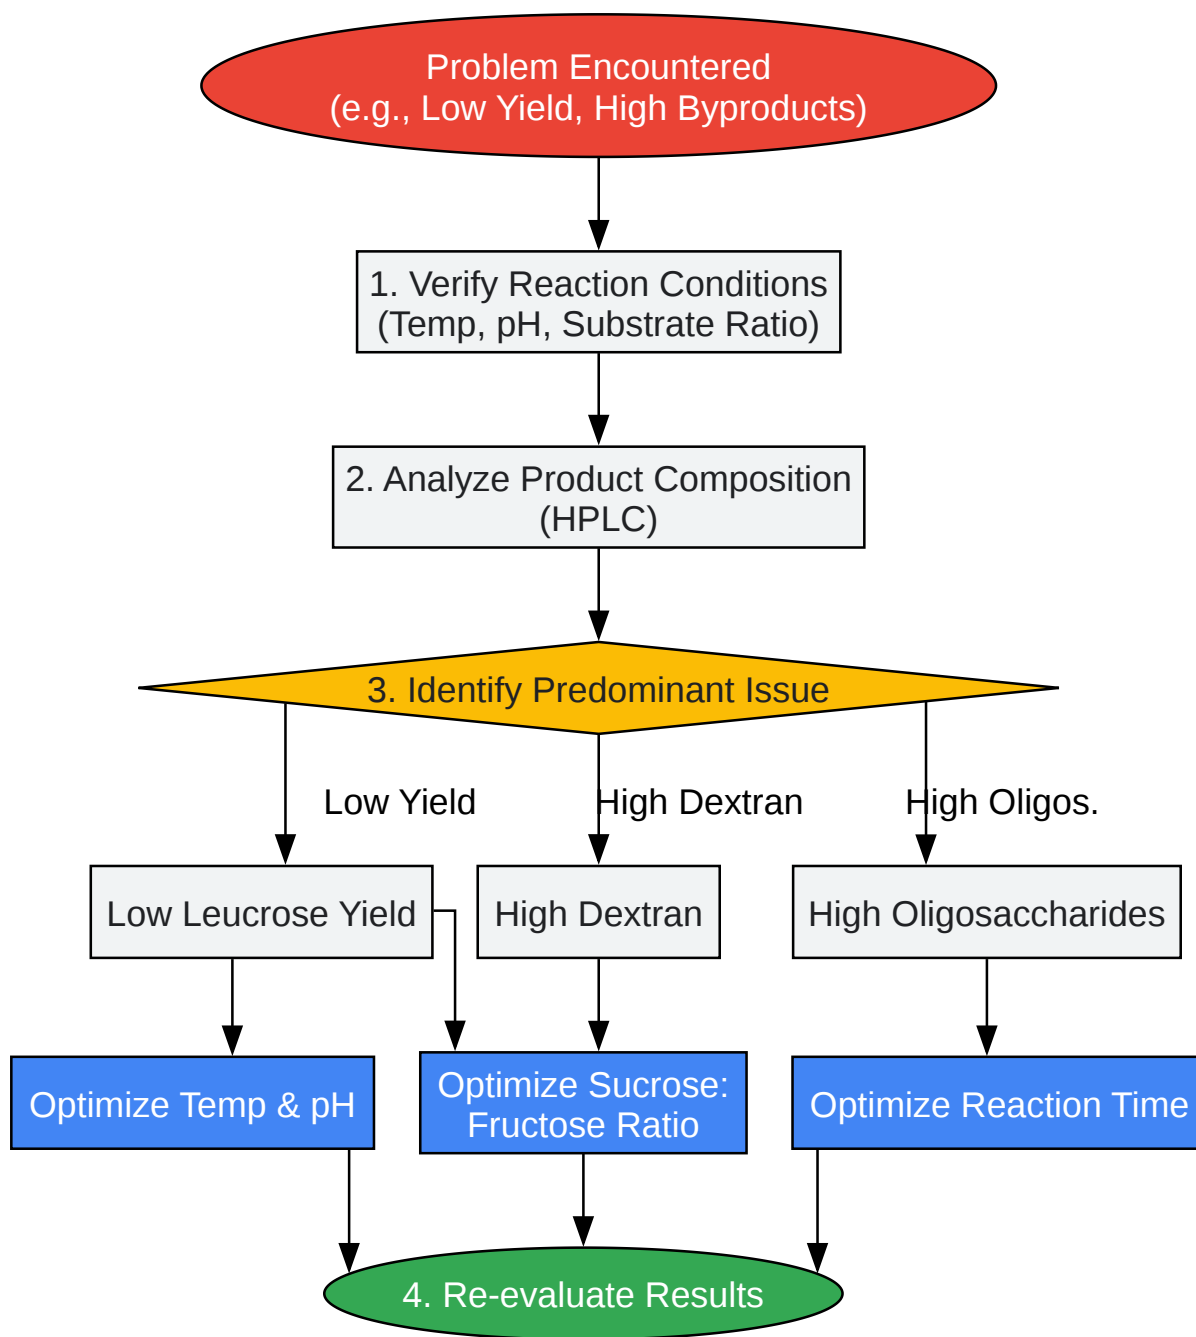 Problem Encountered
(e.g., Low Yield, High Byproducts)
1. Verify Reaction Conditions
(Temp, pH, Substrate Ratio)
2. Analyze Product Composition
(HPLC)
3. Identify Predominant Issue
Low Yield
High Dextran
High Oligos.
Low Leucrose Yield
High Dextran
High Oligosaccharides
Optimize Temp & pH
Optimize Sucrose:
Fructose Ratio
Optimize Reaction Time
4. Re-evaluate Results